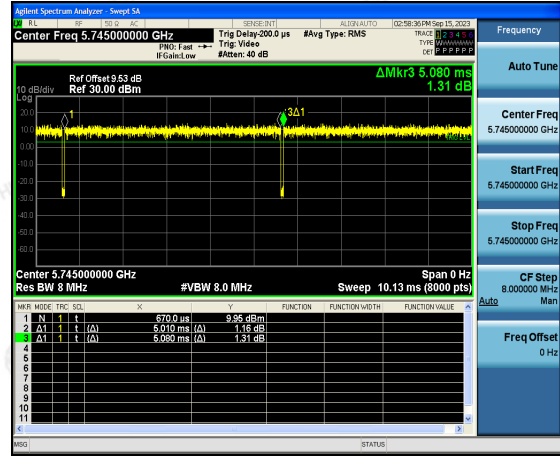 Agilent Spectrum Analyzer - Swept SA
RL RF 50 Ω AC SENSE:INT ALIGNAUTO 02:58:36 PM Sep 15, 2023
Center Freq 5.745000000 GHz
PNO: Fast
IFGain:Low
Trig Delay-200.0 µs
Trig: Video
#Atten: 40 dB
#Avg Type: RMS
TRACE 1 2 3 4 5 6
TYPE
DET P P P P P P
Frequency
Auto Tune
Center Freq
5.745000000 GHz
Start Freq
5.745000000 GHz
Stop Freq
5.745000000 GHz
CF Step
8.000000 MHz
Auto Man
Freq Offset
0 Hz
ΔMkr3 5.080 ms
1.31 dB
Ref Offset 9.53 dB
10 dB/div Ref 30.00 dBm
Log
20.0
10.0
0.00
-10.0
-20.0
-30.0
-40.0
-50.0
-60.0
1
3Δ1
Center 5.745000000 GHz Span 0 Hz
Res BW 8 MHz #VBW 8.0 MHz Sweep 10.13 ms (8000 pts)
MKR MODE TRC SCL X Y FUNCTION FUNCTION WIDTH FUNCTION VALUE
1 N 1 t 670.0 us 9.95 dBm
2 Δ1 1 t (Δ) 5.010 ms (Δ) 1.16 dB
3 Δ1 1 t (Δ) 5.080 ms (Δ) 1.31 dB
4
5
6
7
8
9
10
11
MSG STATUS